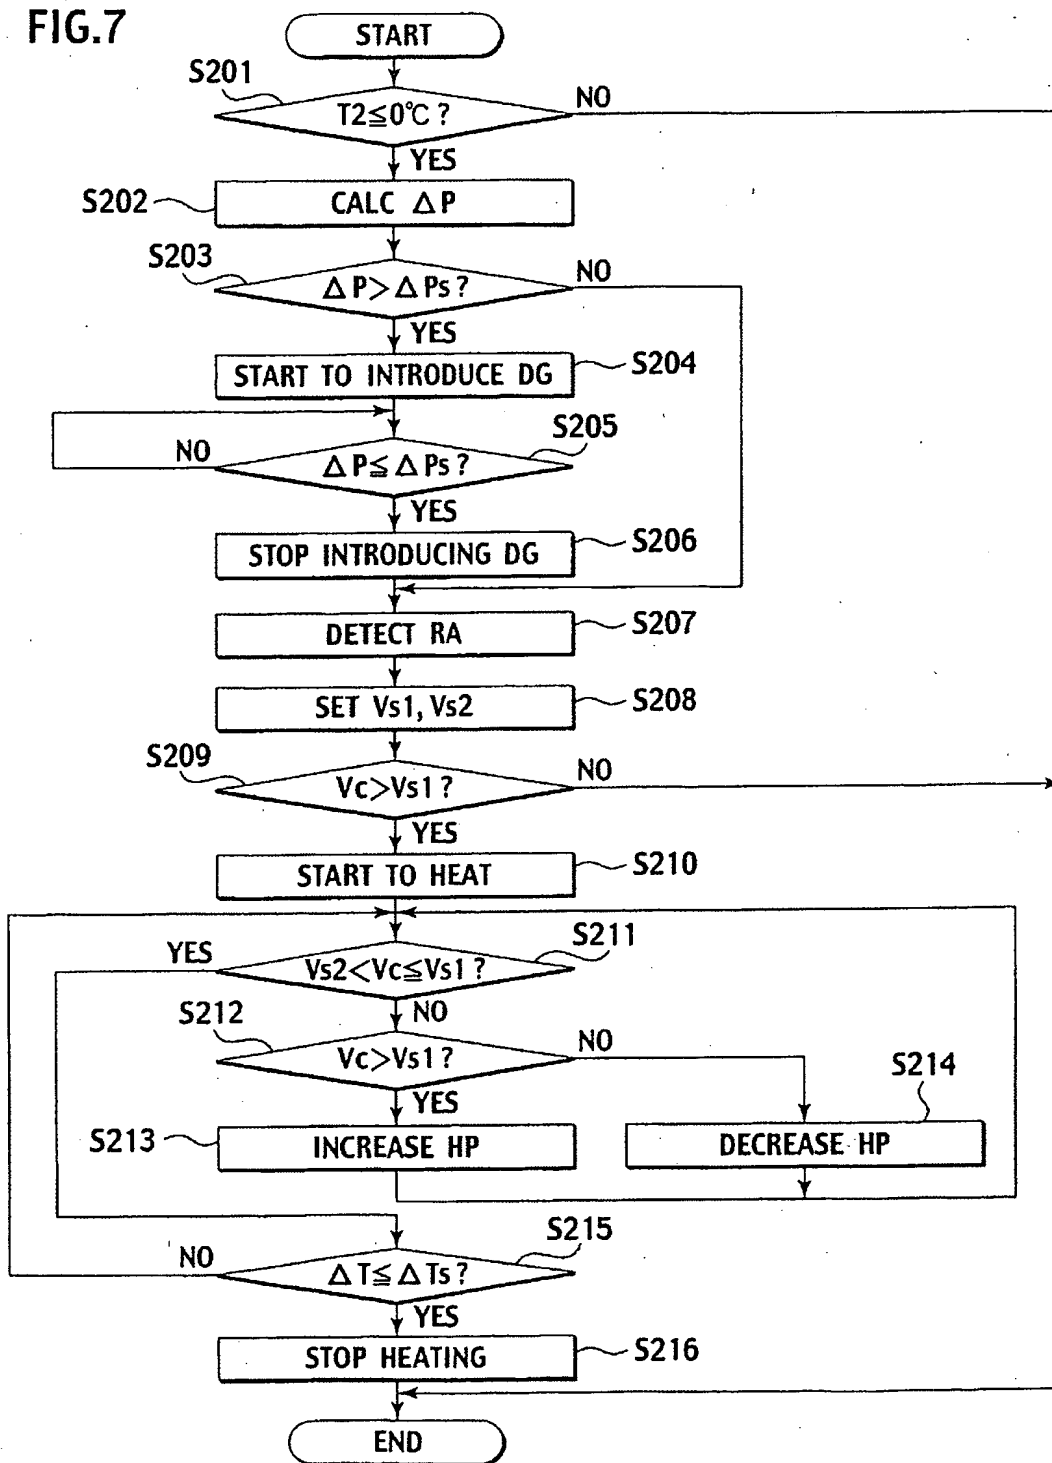 FIG.7
START
S201
T2≦0℃?
NO
YES
S202
CALC ΔP
S203
ΔP>ΔPs?
NO
YES
START TO INTRODUCE DG
S204
S205
NO
ΔP≦ΔPs?
YES
STOP INTRODUCING DG
S206
DETECT RA
S207
SET Vs1, Vs2
S208
S209
Vc>Vs1?
NO
YES
START TO HEAT
S210
S211
YES
Vs2<Vc≦Vs1?
NO
S212
Vc>Vs1?
NO
YES
S214
S213
INCREASE HP
DECREASE HP
S215
NO
ΔT≦ΔTs?
YES
STOP HEATING
S216
END